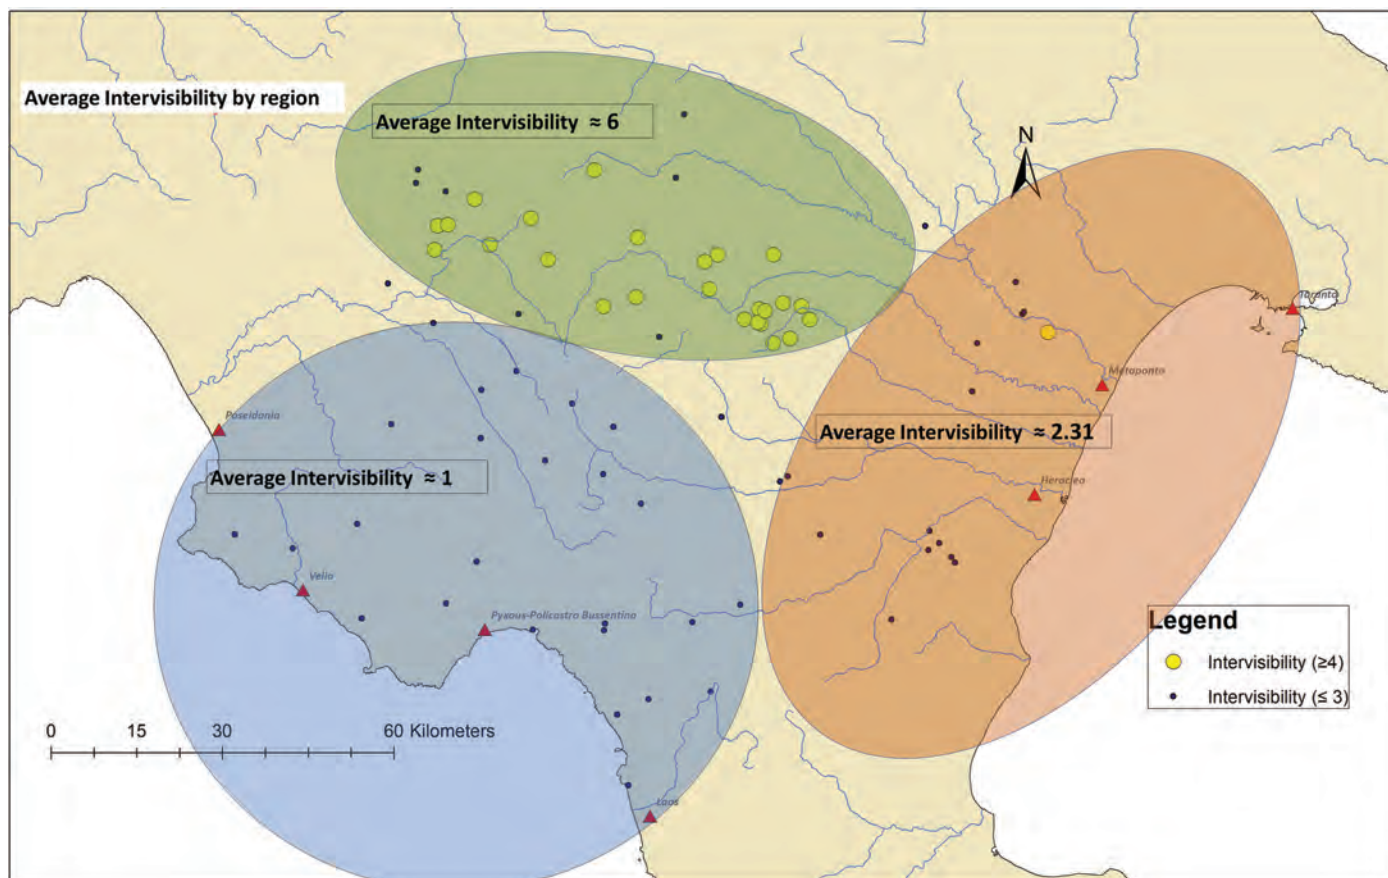 Average Intervisibility by region
Average Intervisibility ≈ 6
N
Taranto
Metaponto
Poseidonia
Average Intervisibility ≈ 2.31
Average Intervisibility ≈ 1
Heraclea
Velia
Pyxous-Policastro Bussentino
Legend
Intervisibility (≥4)
Intervisibility (≤ 3)
0 15 30 60 Kilometers
Laos